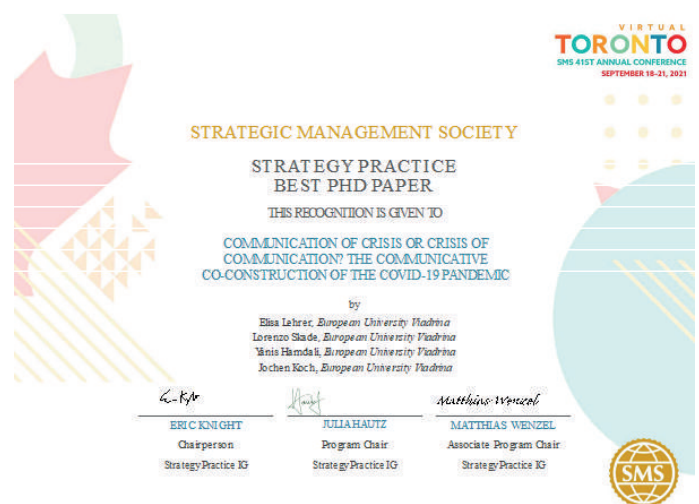 VIRTUAL
TORONTO
SMS 41ST ANNUAL CONFERENCE
SEPTEMBER 18-21, 2021
STRATEGIC MANAGEMENT SOCIETY
STRATEGY PRACTICE
BEST PHD PAPER
THIS RECOGNITION IS GIVEN TO
COMMUNICATION OF CRISIS OR CRISIS OF
COMMUNICATION? THE COMMUNICATIVE
CO-CONSTRUCTION OF THE COVID-19 PANDEMIC
by
Elisa Lehrer, European University Viadrina
Lorenzo Skade, European University Viadrina
Yanis Hamdali, European University Viadrina
Jochen Koch, European University Viadrina
Matthias Wenzel
ERIC KNIGHT JULIA HAUTZ MATTHIAS WENZEL
Chairperson Program Chair Associate Program Chair
Strategy Practice IG Strategy Practice IG Strategy Practice IG
SMS